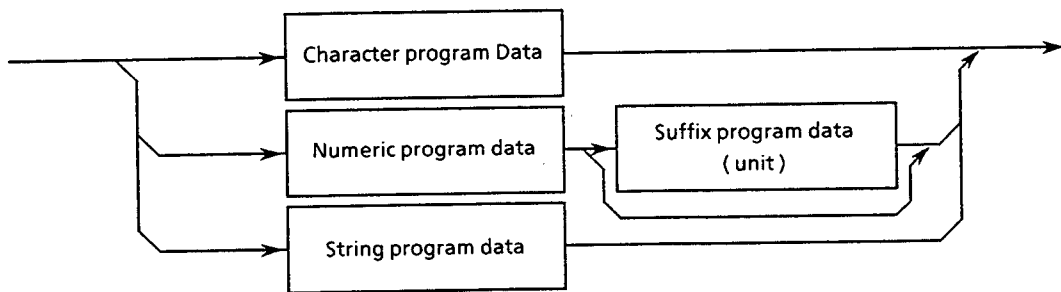 Character program Data
Numeric program data
Suffix program data
( unit )
String program data